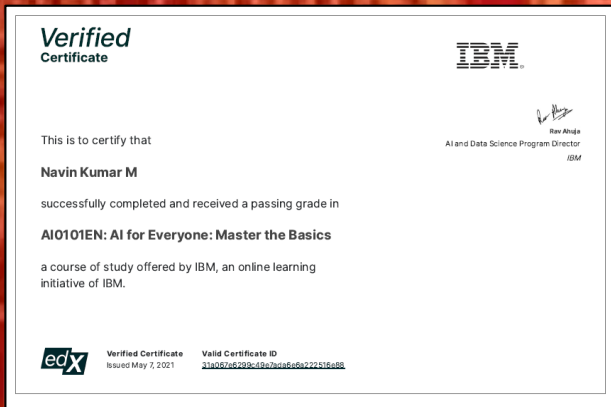 Verified
Certificate
IBM
Rav Ahuja
AI and Data Science Program Director
IBM
This is to certify that
Navin Kumar M
successfully completed and received a passing grade in
AI0101EN: AI for Everyone: Master the Basics
a course of study offered by IBM, an online learning
initiative of IBM.
edX
Verified Certificate
Issued May 7, 2021
Valid Certificate ID
31a067e6299c49e7ada6e6a222516e88